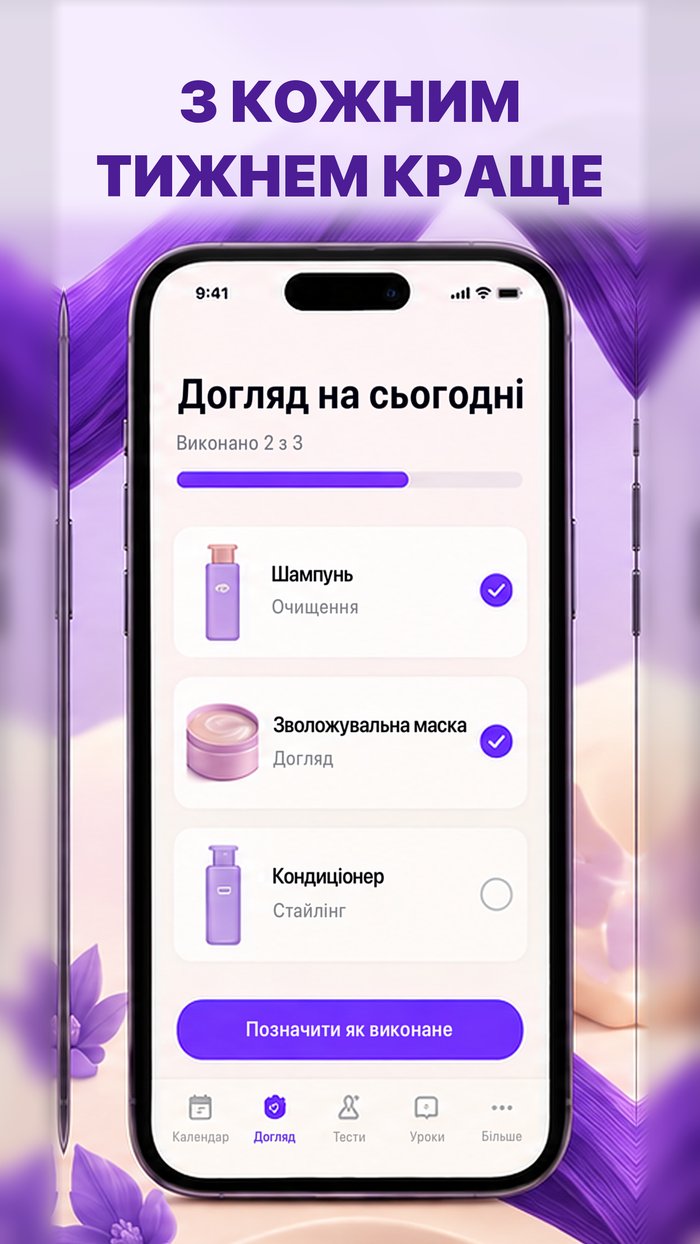 З КОЖНИМ
ТИЖНЕМ КРАЩЕ
9:41
Догляд на сьогодні
Виконано 2 з 3
Шампунь
Очищення
Зволожувальна маска
Догляд
Кондиціонер
Стайлінг
Позначити як виконане
Календар Догляд Тести Уроки Більше